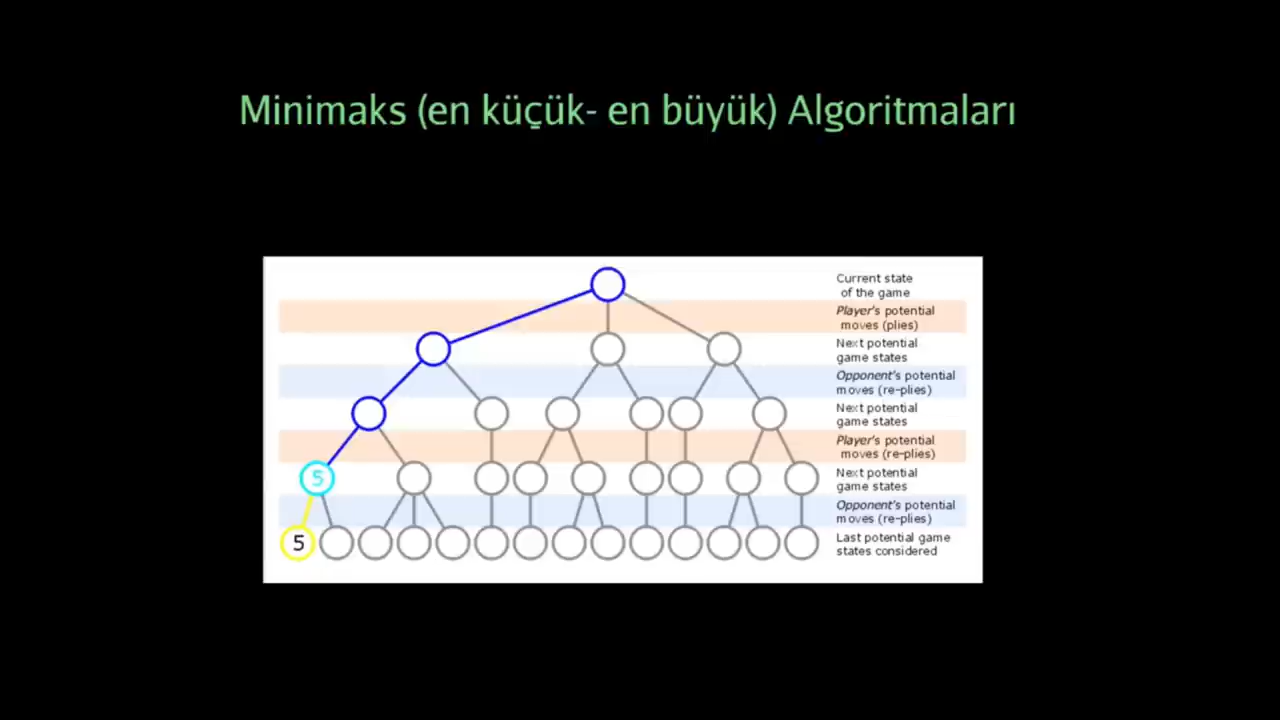 Minimaks (en küçük- en büyük) Algoritmaları
Current state
of the game
Player's potential
moves (plies)
Next potential
game states
Opponent's potential
moves (re-plies)
Next potential
game states
Player's potential
moves (re-plies)
5
Next potential
game states
Opponent's potential
moves (re-plies)
5
Last potential game
states considered